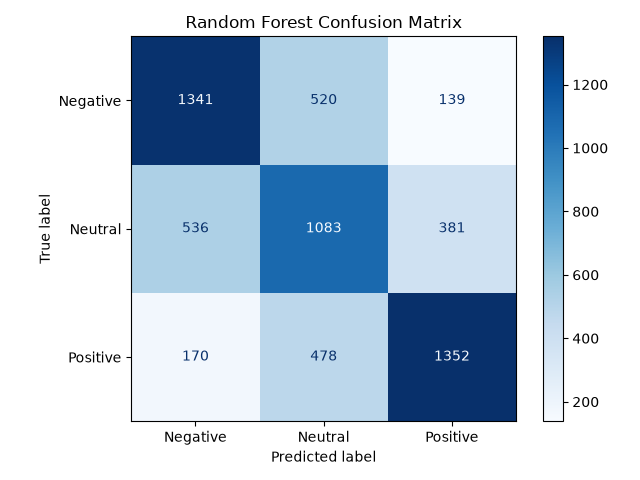 Random Forest Confusion Matrix
True label
Negative
1341 520 139
Neutral
536 1083 381
Positive
170 478 1352
Negative Neutral Positive
Predicted label
1200
1000
800
600
400
200